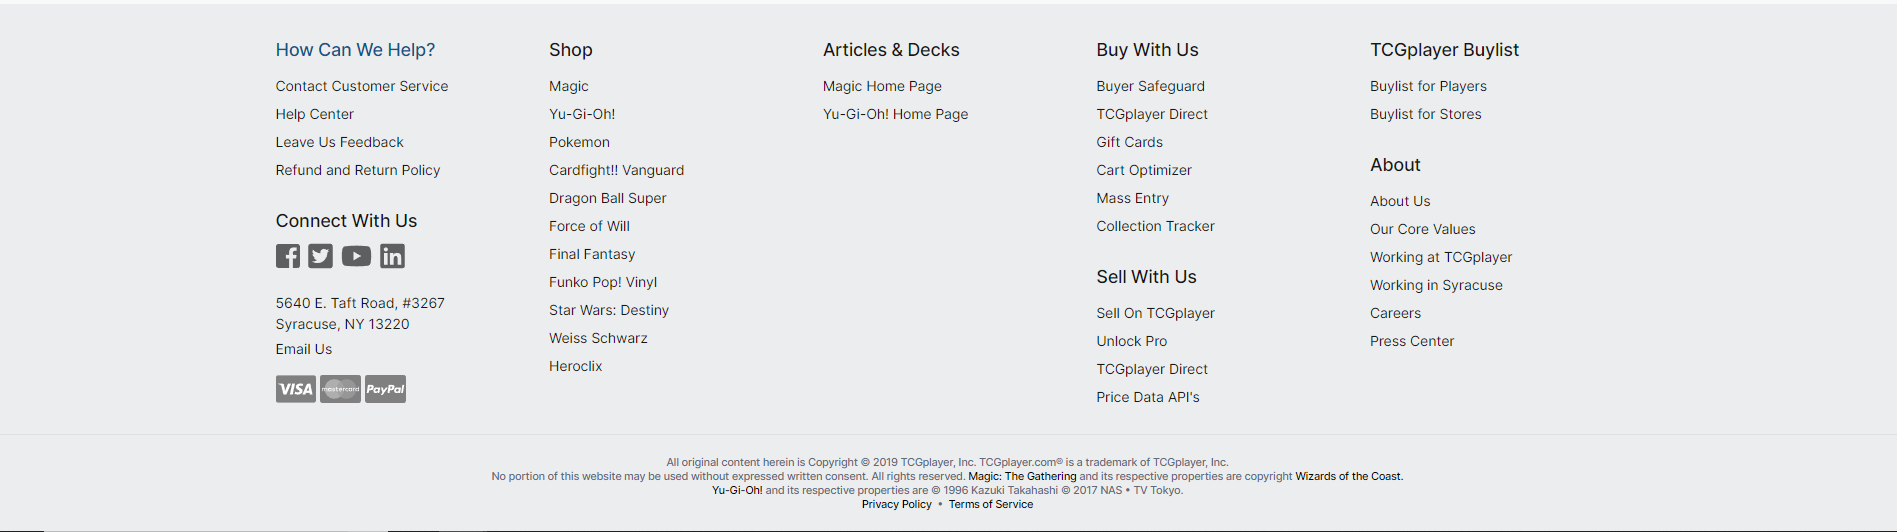 How Can We Help?
Contact Customer Service
Help Center
Leave Us Feedback
Refund and Return Policy
Connect With Us
5640 E. Taft Road, #3267
Syracuse, NY 13220
Email Us
VISA mastercard PayPal
Shop
Magic
Yu-Gi-Oh!
Pokemon
Cardfight!! Vanguard
Dragon Ball Super
Force of Will
Final Fantasy
Funko Pop! Vinyl
Star Wars: Destiny
Weiss Schwarz
Heroclix
Articles & Decks
Magic Home Page
Yu-Gi-Oh! Home Page
Buy With Us
Buyer Safeguard
TCGplayer Direct
Gift Cards
Cart Optimizer
Mass Entry
Collection Tracker
Sell With Us
Sell On TCGplayer
Unlock Pro
TCGplayer Direct
Price Data API's
TCGplayer Buylist
Buylist for Players
Buylist for Stores
About
About Us
Our Core Values
Working at TCGplayer
Working in Syracuse
Careers
Press Center
All original content herein is Copyright © 2019 TCGplayer, Inc. TCGplayer.com® is a trademark of TCGplayer, Inc.
No portion of this website may be used without expressed written consent. All rights reserved. Magic: The Gathering and its respective properties are copyright Wizards of the Coast.
Yu-Gi-Oh! and its respective properties are © 1996 Kazuki Takahashi © 2017 NAS • TV Tokyo.
Privacy Policy • Terms of Service